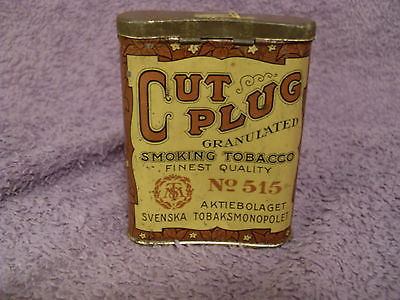 CUT
PLUG
GRANULATED
SMOKING TOBACCO
FINEST QUALITY
No 515
AKTIEBOLAGET
SVENSKA TOBAKSMONOPOLET